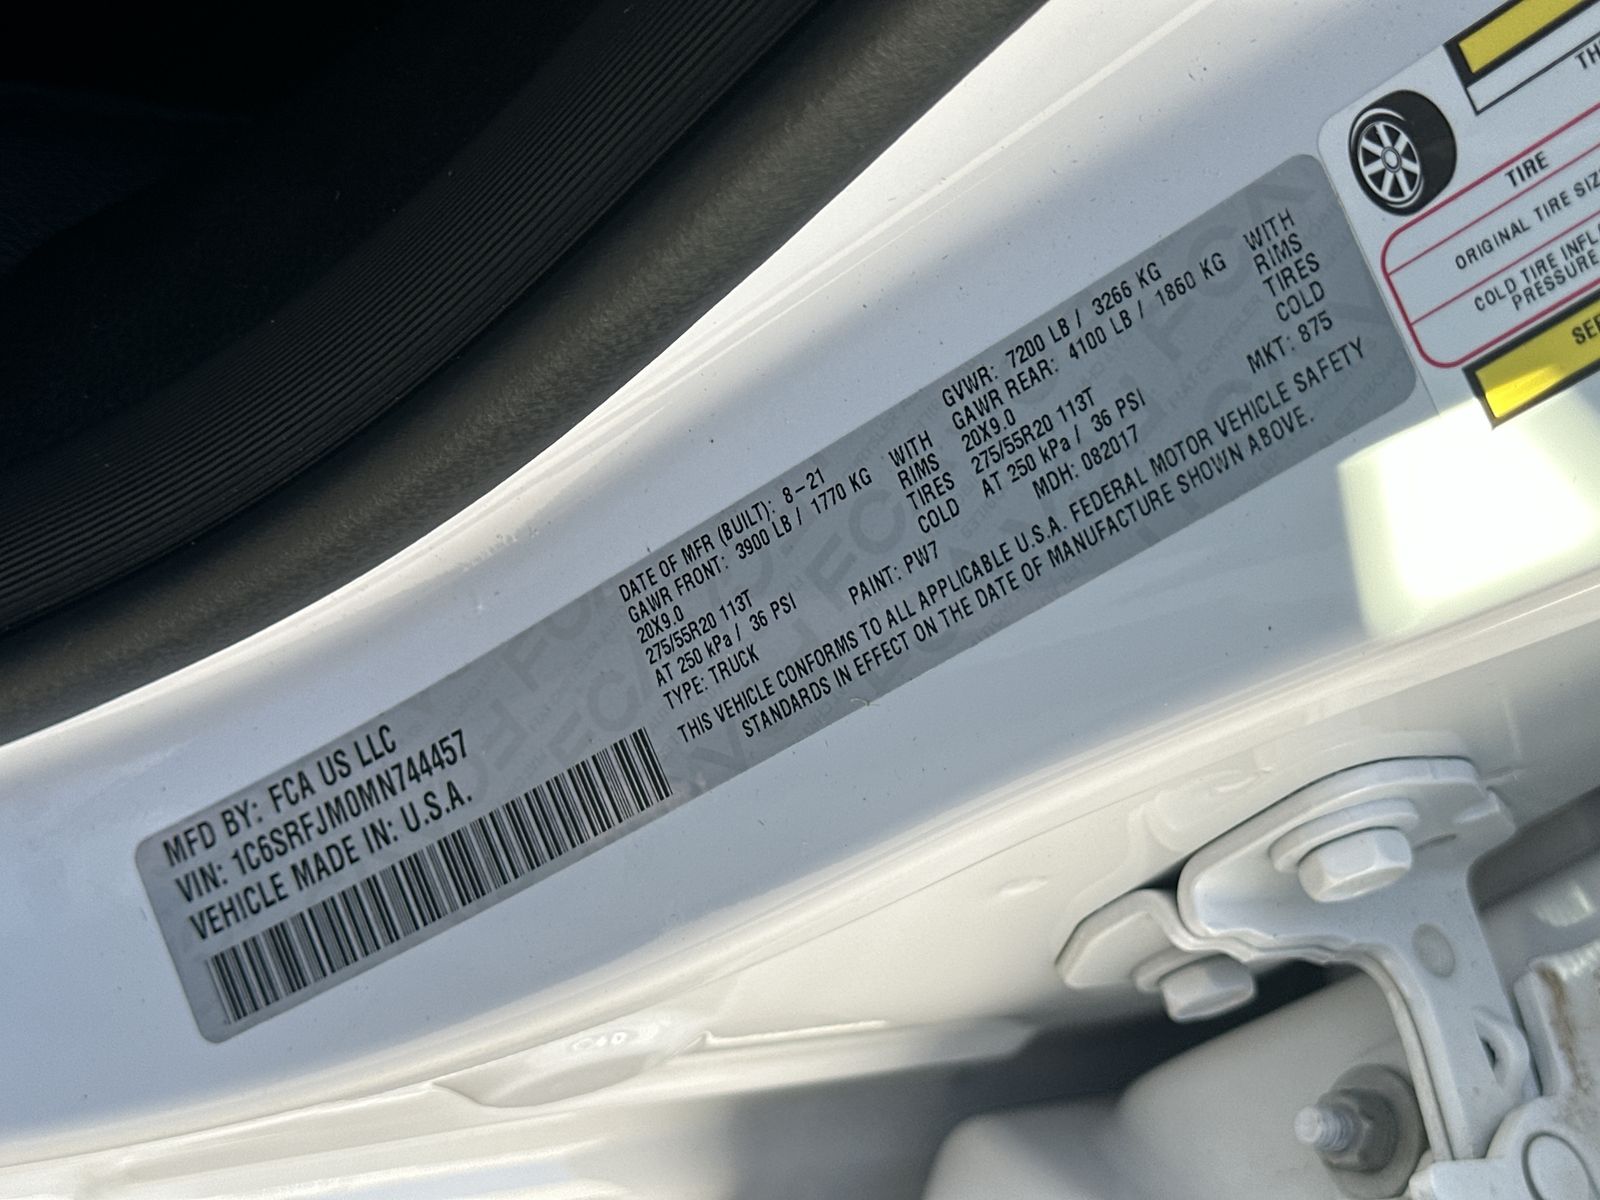 MFD BY: FCA US LLC
VIN: 1C6SRFJM0MN744457
VEHICLE MADE IN: U.S.A.
DATE OF MFR (BUILT): 8-21 GVWR: 7200 LB / 3266 KG
GAWR FRONT: 3900 LB / 1770 KG WITH GAWR REAR: 4100 LB / 1860 KG WITH
20X9.0 RIMS 20X9.0 RIMS
275/55R20 113T TIRES 275/55R20 113T TIRES
AT 250 kPa / 36 PSI COLD AT 250 kPa / 36 PSI COLD
TYPE: TRUCK PAINT: PW7 MDH: 082017 MKT: 875
THIS VEHICLE CONFORMS TO ALL APPLICABLE U.S.A. FEDERAL MOTOR VEHICLE SAFETY
STANDARDS IN EFFECT ON THE DATE OF MANUFACTURE SHOWN ABOVE.
TIRE
ORIGINAL TIRE
COLD TIRE
PRESSURE
SEE